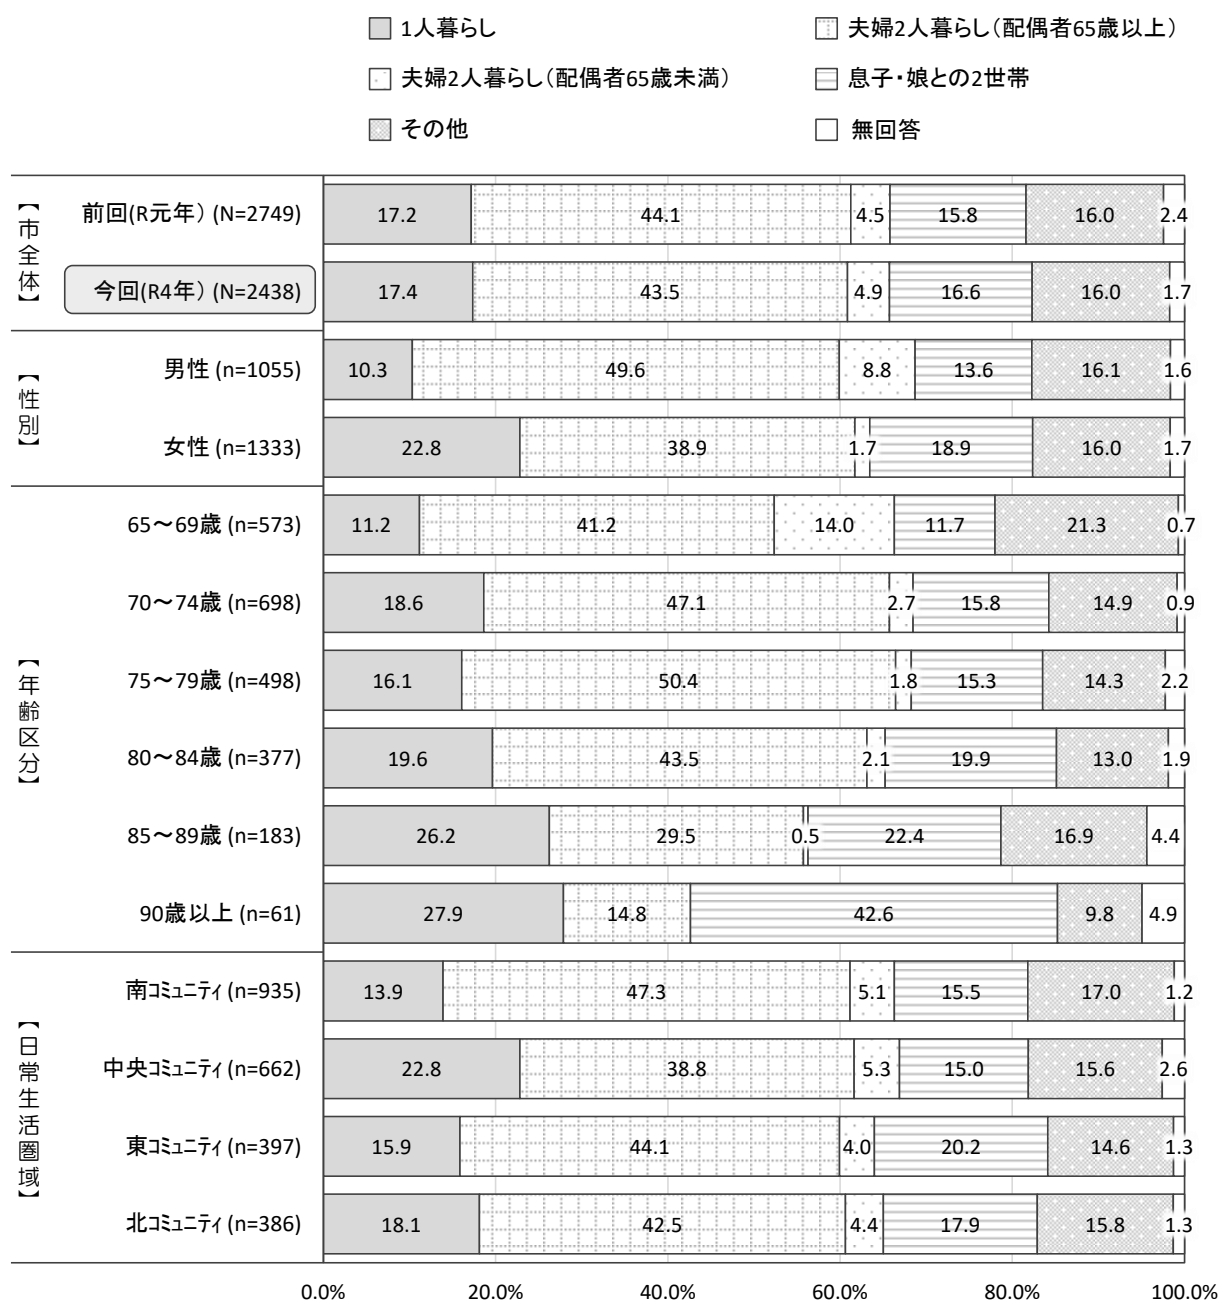 1人暮らし 夫婦2人暮らし（配偶者65歳以上）
夫婦2人暮らし（配偶者65歳未満） 息子・娘との2世帯
その他 無回答
【市全体】
前回(R元年) (N=2749) 17.2 44.1 4.5 15.8 16.0 2.4
今回(R4年) (N=2438) 17.4 43.5 4.9 16.6 16.0 1.7
【性別】
男性 (n=1055) 10.3 49.6 8.8 13.6 16.1 1.6
女性 (n=1333) 22.8 38.9 1.7 18.9 16.0 1.7
【年齢区分】
65～69歳 (n=573) 11.2 41.2 14.0 11.7 21.3 0.7
70～74歳 (n=698) 18.6 47.1 2.7 15.8 14.9 0.9
75～79歳 (n=498) 16.1 50.4 1.8 15.3 14.3 2.2
80～84歳 (n=377) 19.6 43.5 2.1 19.9 13.0 1.9
85～89歳 (n=183) 26.2 29.5 0.5 22.4 16.9 4.4
90歳以上 (n=61) 27.9 14.8 42.6 9.8 4.9
【日常生活圏域】
南ｺﾐｭﾆﾃｨ (n=935) 13.9 47.3 5.1 15.5 17.0 1.2
中央ｺﾐｭﾆﾃｨ (n=662) 22.8 38.8 5.3 15.0 15.6 2.6
東ｺﾐｭﾆﾃｨ (n=397) 15.9 44.1 4.0 20.2 14.6 1.3
北ｺﾐｭﾆﾃｨ (n=386) 18.1 42.5 4.4 17.9 15.8 1.3
0.0% 20.0% 40.0% 60.0% 80.0% 100.0%